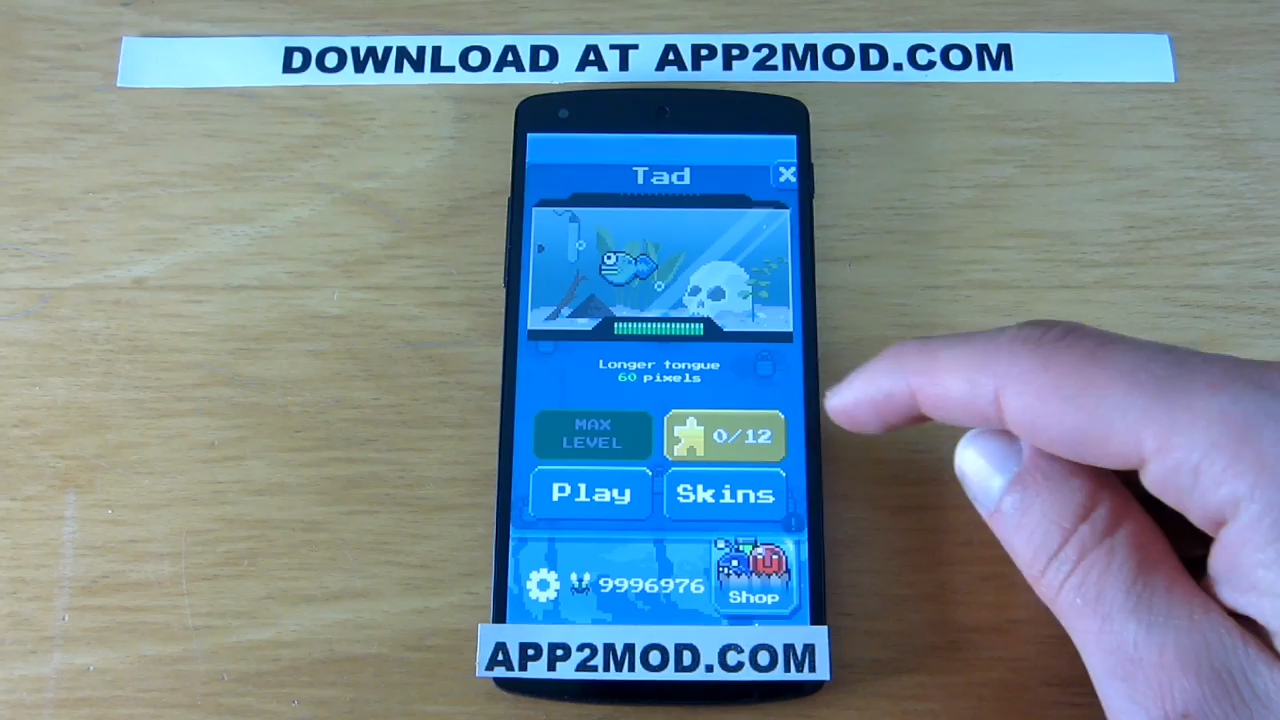 DOWNLOAD AT APP2MOD.COM
Tad
X
Longer tongue
60 pixels
MAX
LEVEL
0/12
Play
Skins
9996976
Shop
APP2MOD.COM